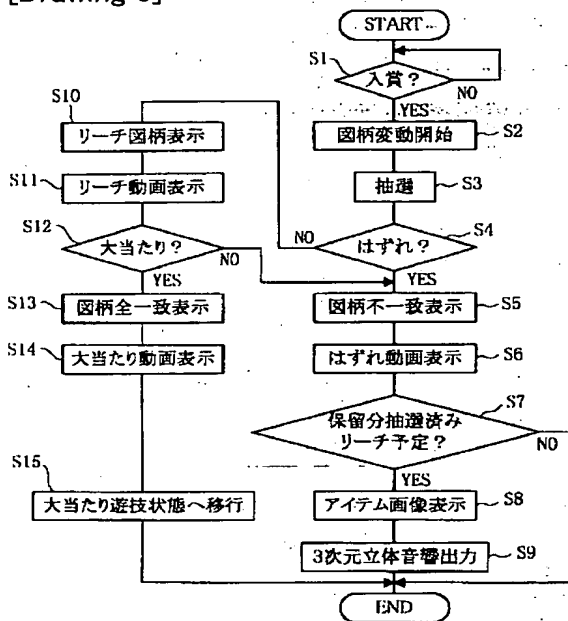 START
S1
入賞?
NO
YES
S10
リーチ図柄表示
図柄変動開始
S2
S11
リーチ動画表示
抽選
S3
S12
大当たり?
NO
YES
S4
はずれ?
NO
YES
S13
図柄全一致表示
図柄不一致表示
S5
S14
大当たり動画表示
はずれ動画表示
S6
S7
保留分抽選済み
リーチ予定?
NO
YES
S15
大当たり遊技状態へ移行
アイテム画像表示
S8
3次元立体音響出力
S9
END